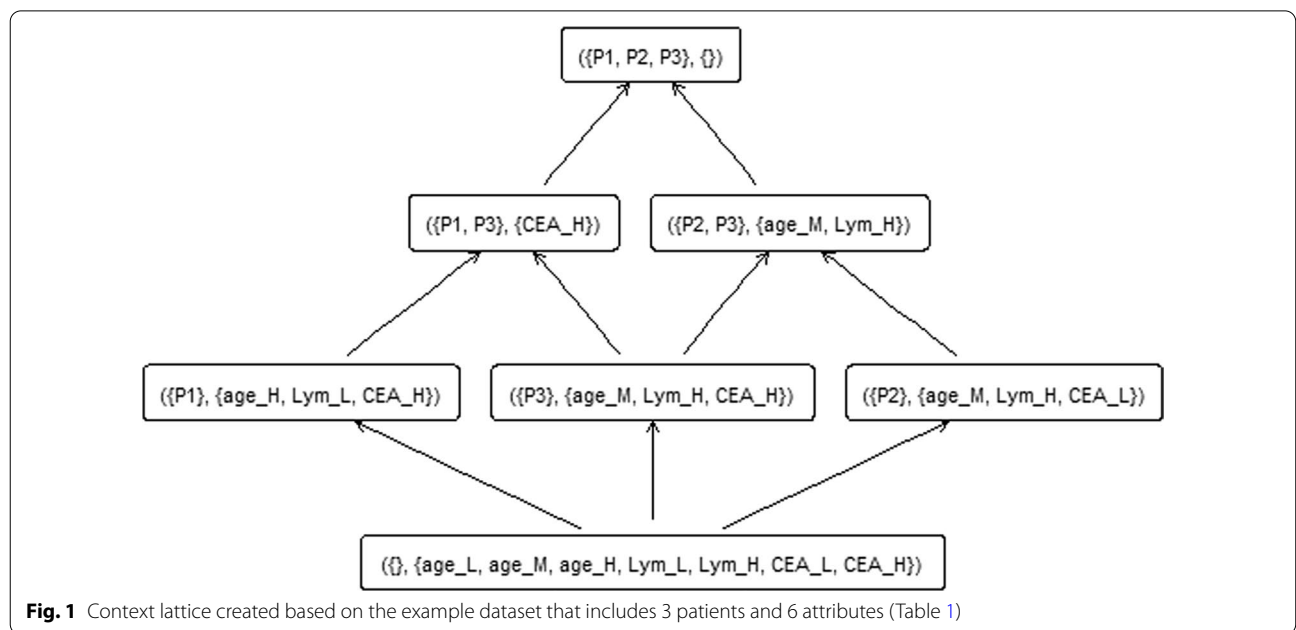 ({P1, P2, P3}, {})
({P1, P3}, {CEA_H})
({P2, P3}, {age_M, Lym_H})
({P1}, {age_H, Lym_L, CEA_H})
({P3}, {age_M, Lym_H, CEA_H})
({P2}, {age_M, Lym_H, CEA_L})
({}, {age_L, age_M, age_H, Lym_L, Lym_H, CEA_L, CEA_H})
Fig. 1 Context lattice created based on the example dataset that includes 3 patients and 6 attributes (Table 1)